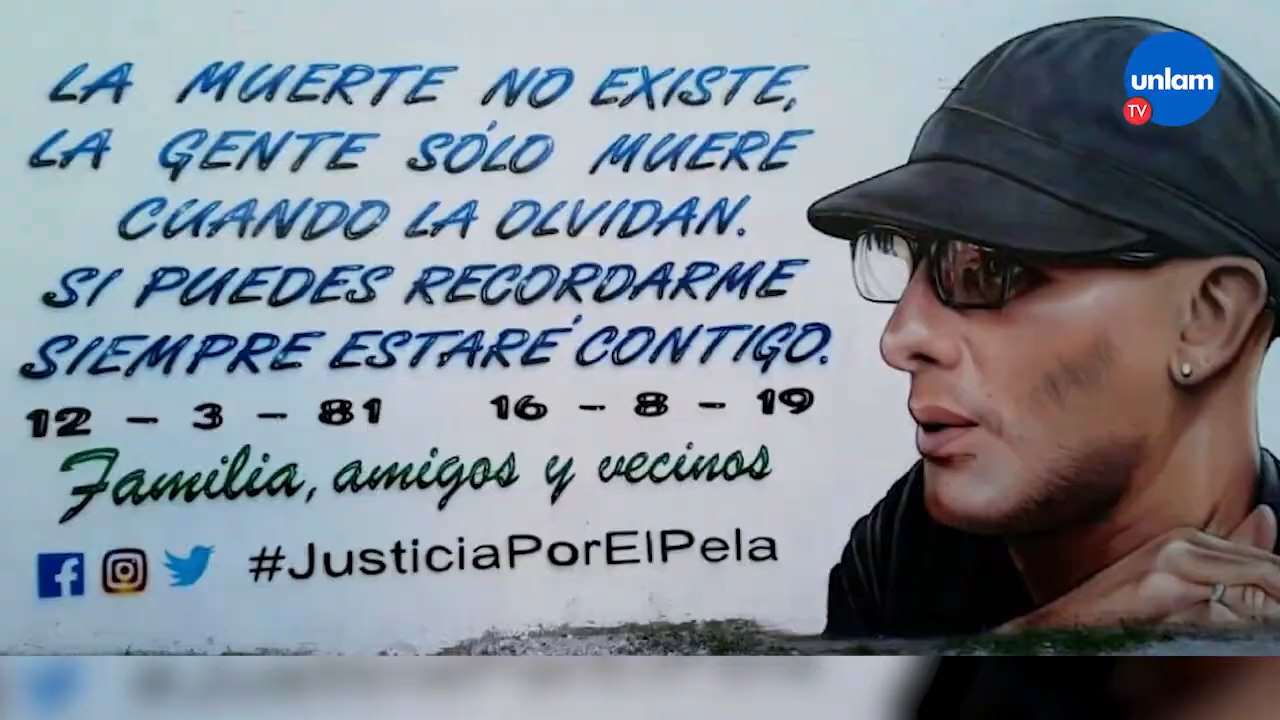 LA MUERTE NO EXISTE,
LA GENTE SÓLO MUERE
CUANDO LA OLVIDAN.
SI PUEDES RECORDARME
SIEMPRE ESTARÉ CONTIGO.
12 - 3 - 81 16 - 8 - 19
Familia, amigos y vecinos
#JusticiaPorElPela
unlam
TV